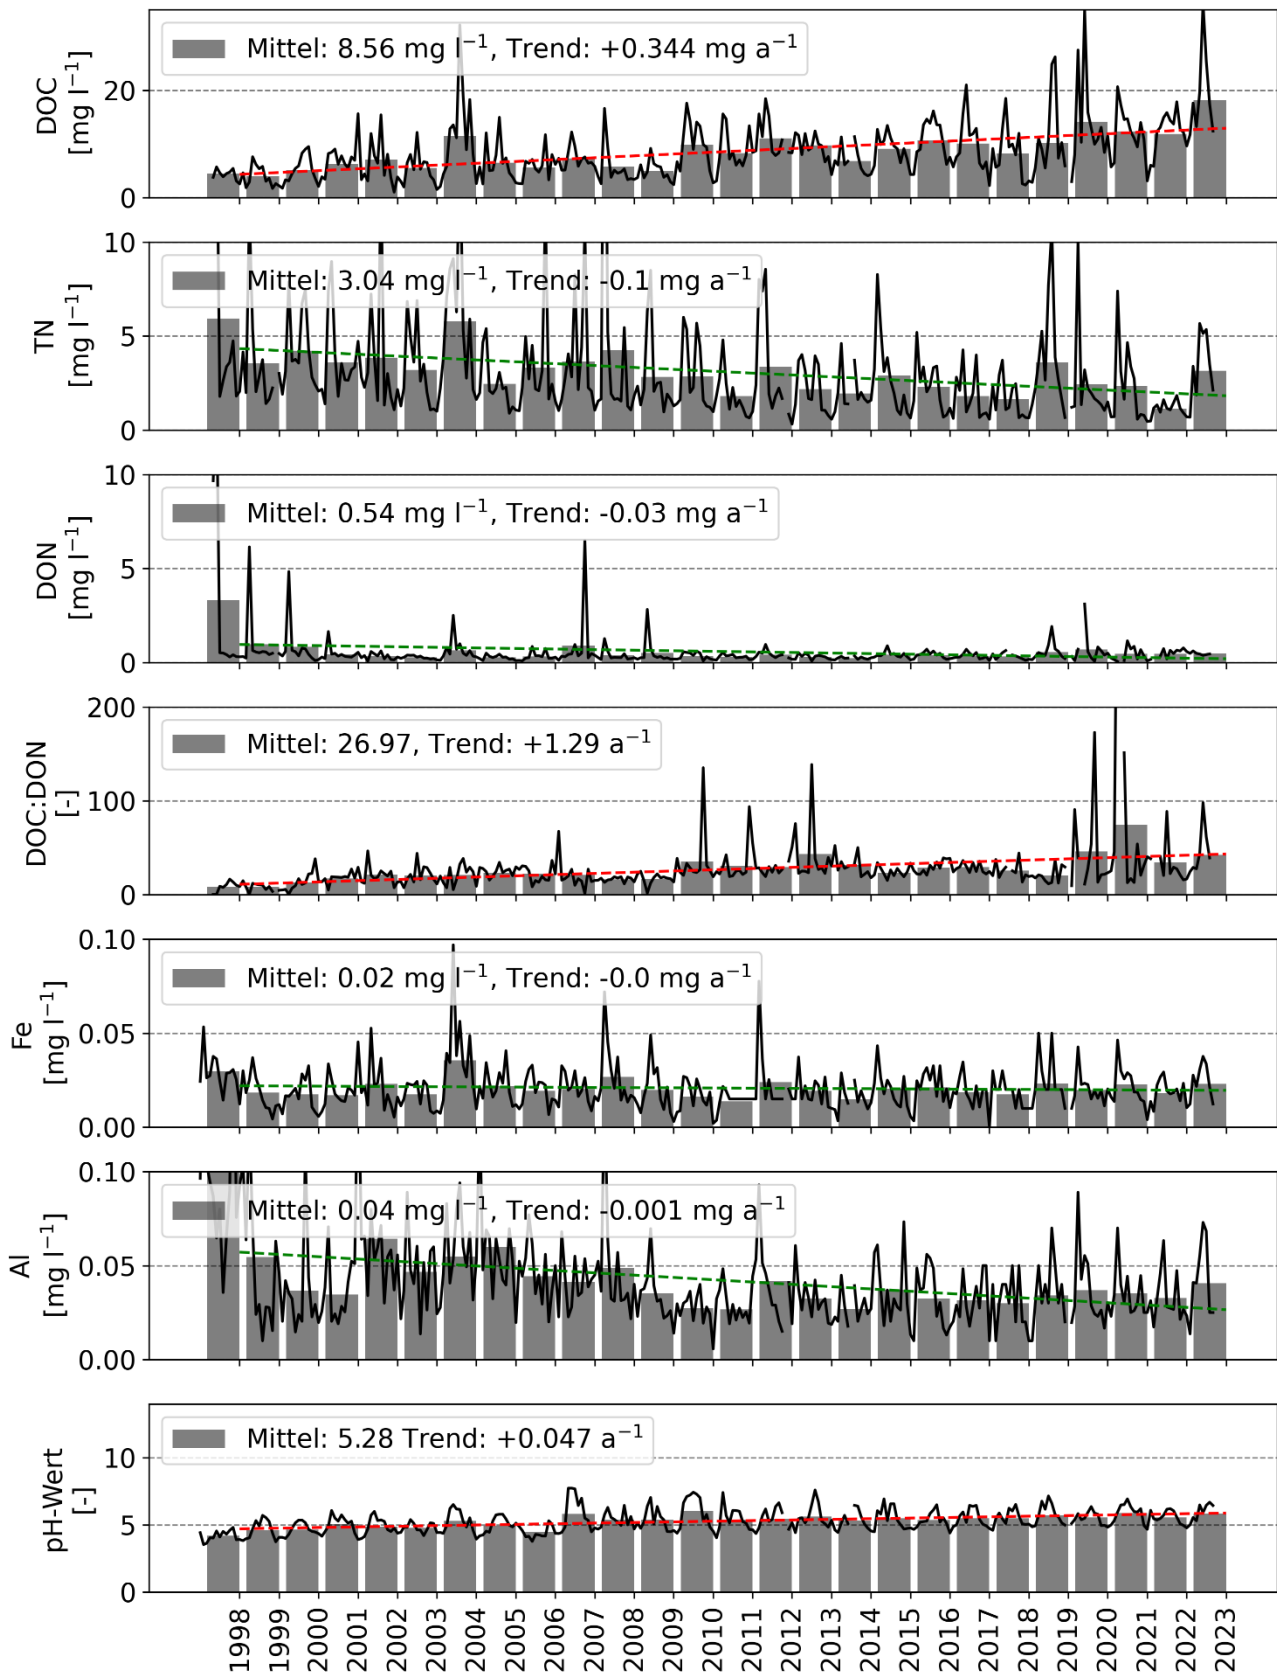 DOC
[mg l⁻¹]
20
0
Mittel: 8.56 mg l⁻¹, Trend: +0.344 mg a⁻¹
TN
[mg l⁻¹]
10
5
0
Mittel: 3.04 mg l⁻¹, Trend: -0.1 mg a⁻¹
DON
[mg l⁻¹]
10
5
0
Mittel: 0.54 mg l⁻¹, Trend: -0.03 mg a⁻¹
DOC:DON
[-]
200
100
0
Mittel: 26.97, Trend: +1.29 a⁻¹
Fe
[mg l⁻¹]
0.10
0.05
0.00
Mittel: 0.02 mg l⁻¹, Trend: -0.0 mg a⁻¹
Al
[mg l⁻¹]
0.10
0.05
0.00
Mittel: 0.04 mg l⁻¹, Trend: -0.001 mg a⁻¹
pH-Wert
[-]
10
5
0
Mittel: 5.28 Trend: +0.047 a⁻¹
1998
1999
2000
2001
2002
2003
2004
2005
2006
2007
2008
2009
2010
2011
2012
2013
2014
2015
2016
2017
2018
2019
2020
2021
2022
2023